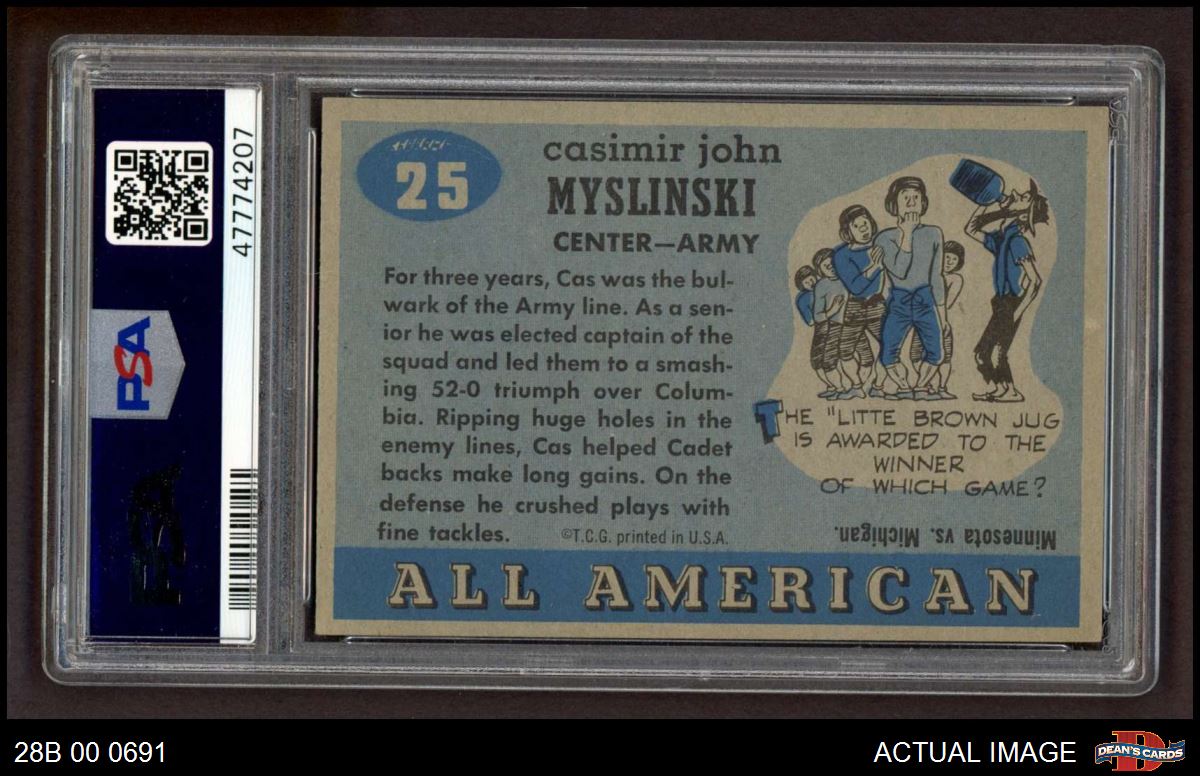 47774207
PSA
25
casimir john
MYSLINSKI
CENTER—ARMY
For three years, Cas was the bul-
wark of the Army line. As a sen-
ior he was elected captain of the
squad and led them to a smash-
ing 52-0 triumph over Colum-
bia. Ripping huge holes in the
enemy lines, Cas helped Cadet
backs make long gains. On the
defense he crushed plays with
fine tackles.
©T.C.G. printed in U.S.A.
THE "LITTE BROWN JUG
IS AWARDED TO THE
WINNER
OF WHICH GAME?
Minnesota vs. Michigan.
ALL AMERICAN
28B 00 0691
ACTUAL IMAGE
DEAN'S CARDS